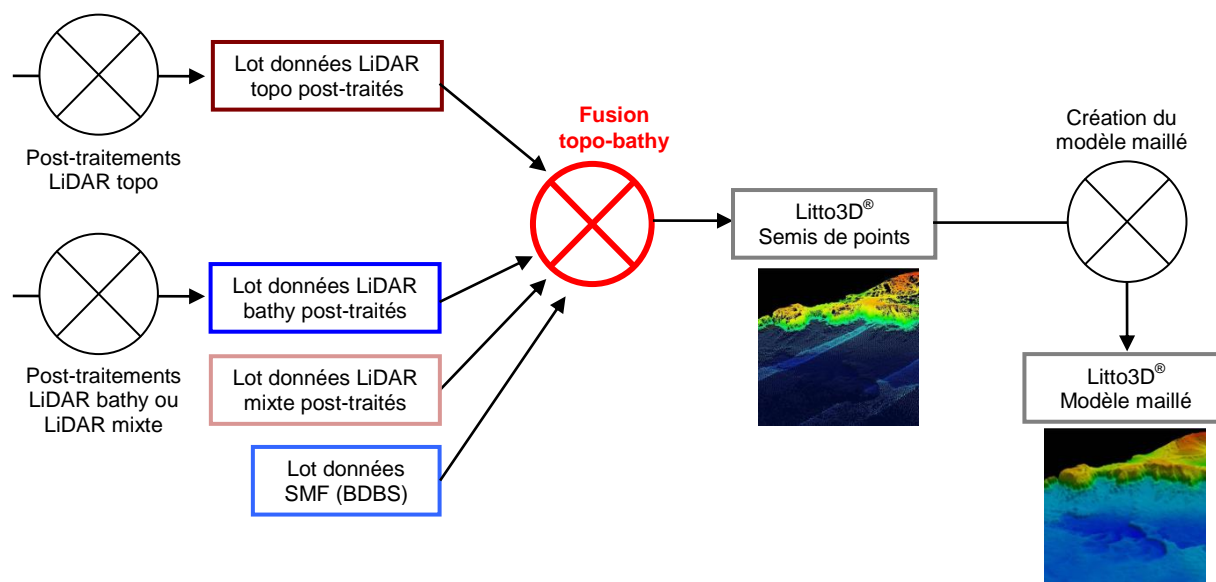 Lot données LiDAR
topo post-traités
Post-traitements
LiDAR topo
Fusion
topo-bathy
Création du
modèle maillé
Litto3D®
Semis de points
Lot données LiDAR
bathy post-traités
Post-traitements
LiDAR bathy ou
LiDAR mixte
Lot données LiDAR
mixte post-traités
Lot données
SMF (BDBS)
Litto3D®
Modèle maillé